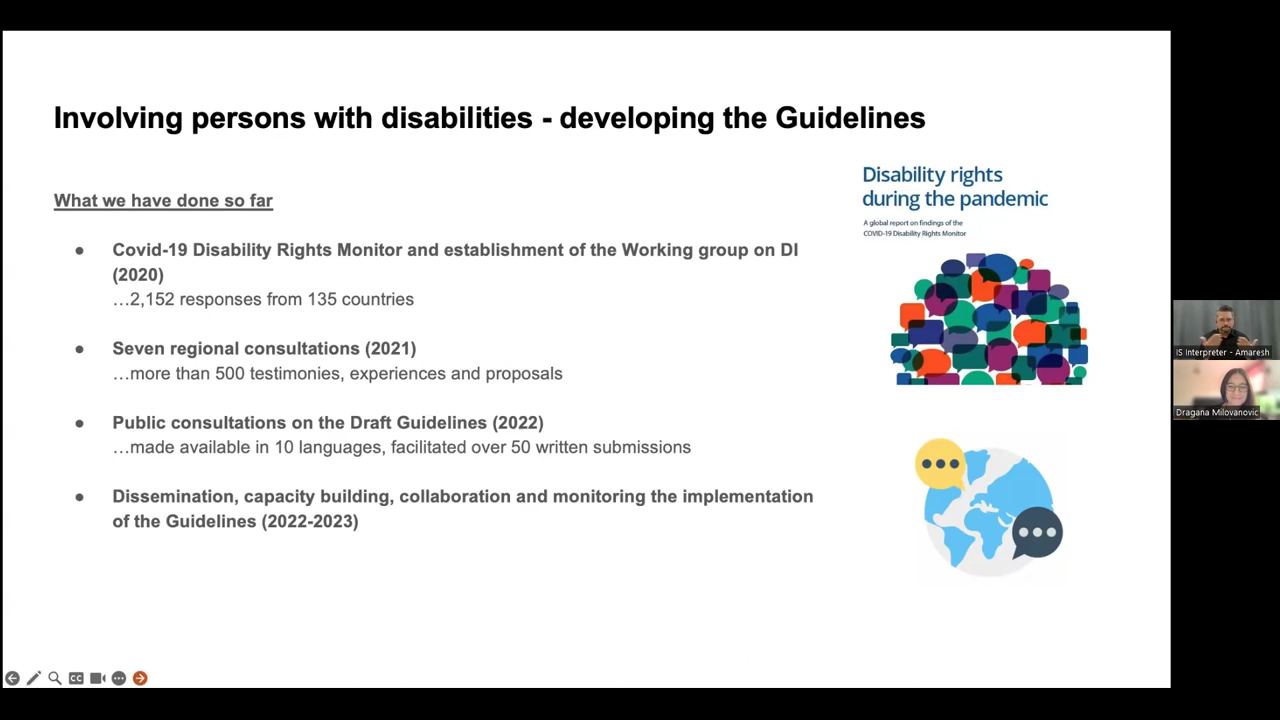 Involving persons with disabilities - developing the Guidelines
What we have done so far
● Covid-19 Disability Rights Monitor and establishment of the Working group on DI
(2020)
…2,152 responses from 135 countries
● Seven regional consultations (2021)
…more than 500 testimonies, experiences and proposals
● Public consultations on the Draft Guidelines (2022)
…made available in 10 languages, facilitated over 50 written submissions
● Dissemination, capacity building, collaboration and monitoring the implementation
of the Guidelines (2022-2023)
Disability rights
during the pandemic
A global report on findings of the
COVID-19 Disability Rights Monitor
IS Interpreter - Amaresh
Dragana Milovanovic
CC